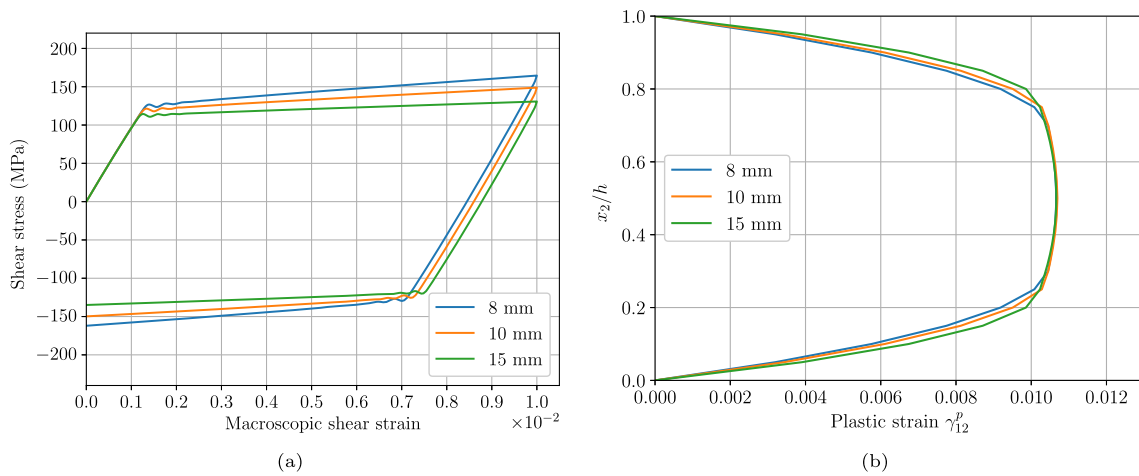 200
150
100
50
0
−50
−100
−150
−200
Shear stress (MPa)
8 mm
10 mm
15 mm
0.0 0.1 0.2 0.3 0.4 0.5 0.6 0.7 0.8 0.9 1.0
×10⁻²
Macroscopic shear strain
(a)
1.0
0.8
0.6
0.4
0.2
0.0
x₂/h
8 mm
10 mm
15 mm
0.000 0.002 0.004 0.006 0.008 0.010 0.012
Plastic strain γᵖ₁₂
(b)